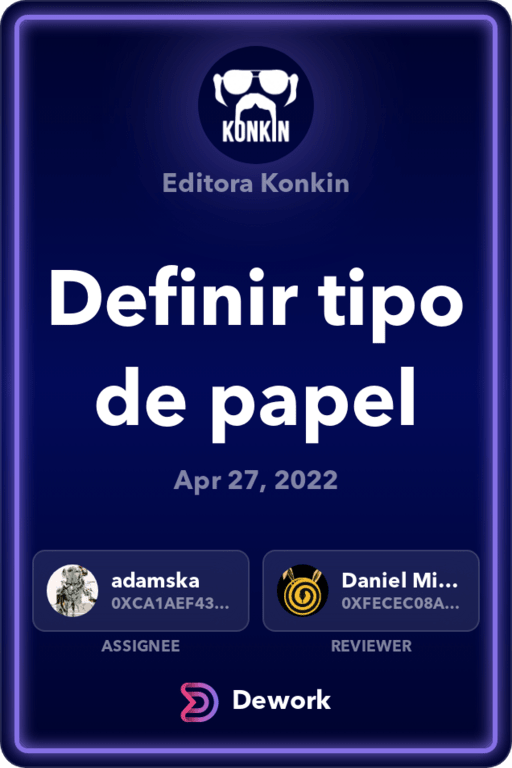 KONKIN
Editora Konkin
Definir tipo
de papel
Apr 27, 2022
adamska
0XCA1AEF43...
ASSIGNEE
Daniel Mi...
0XFECEC08A...
REVIEWER
Dework